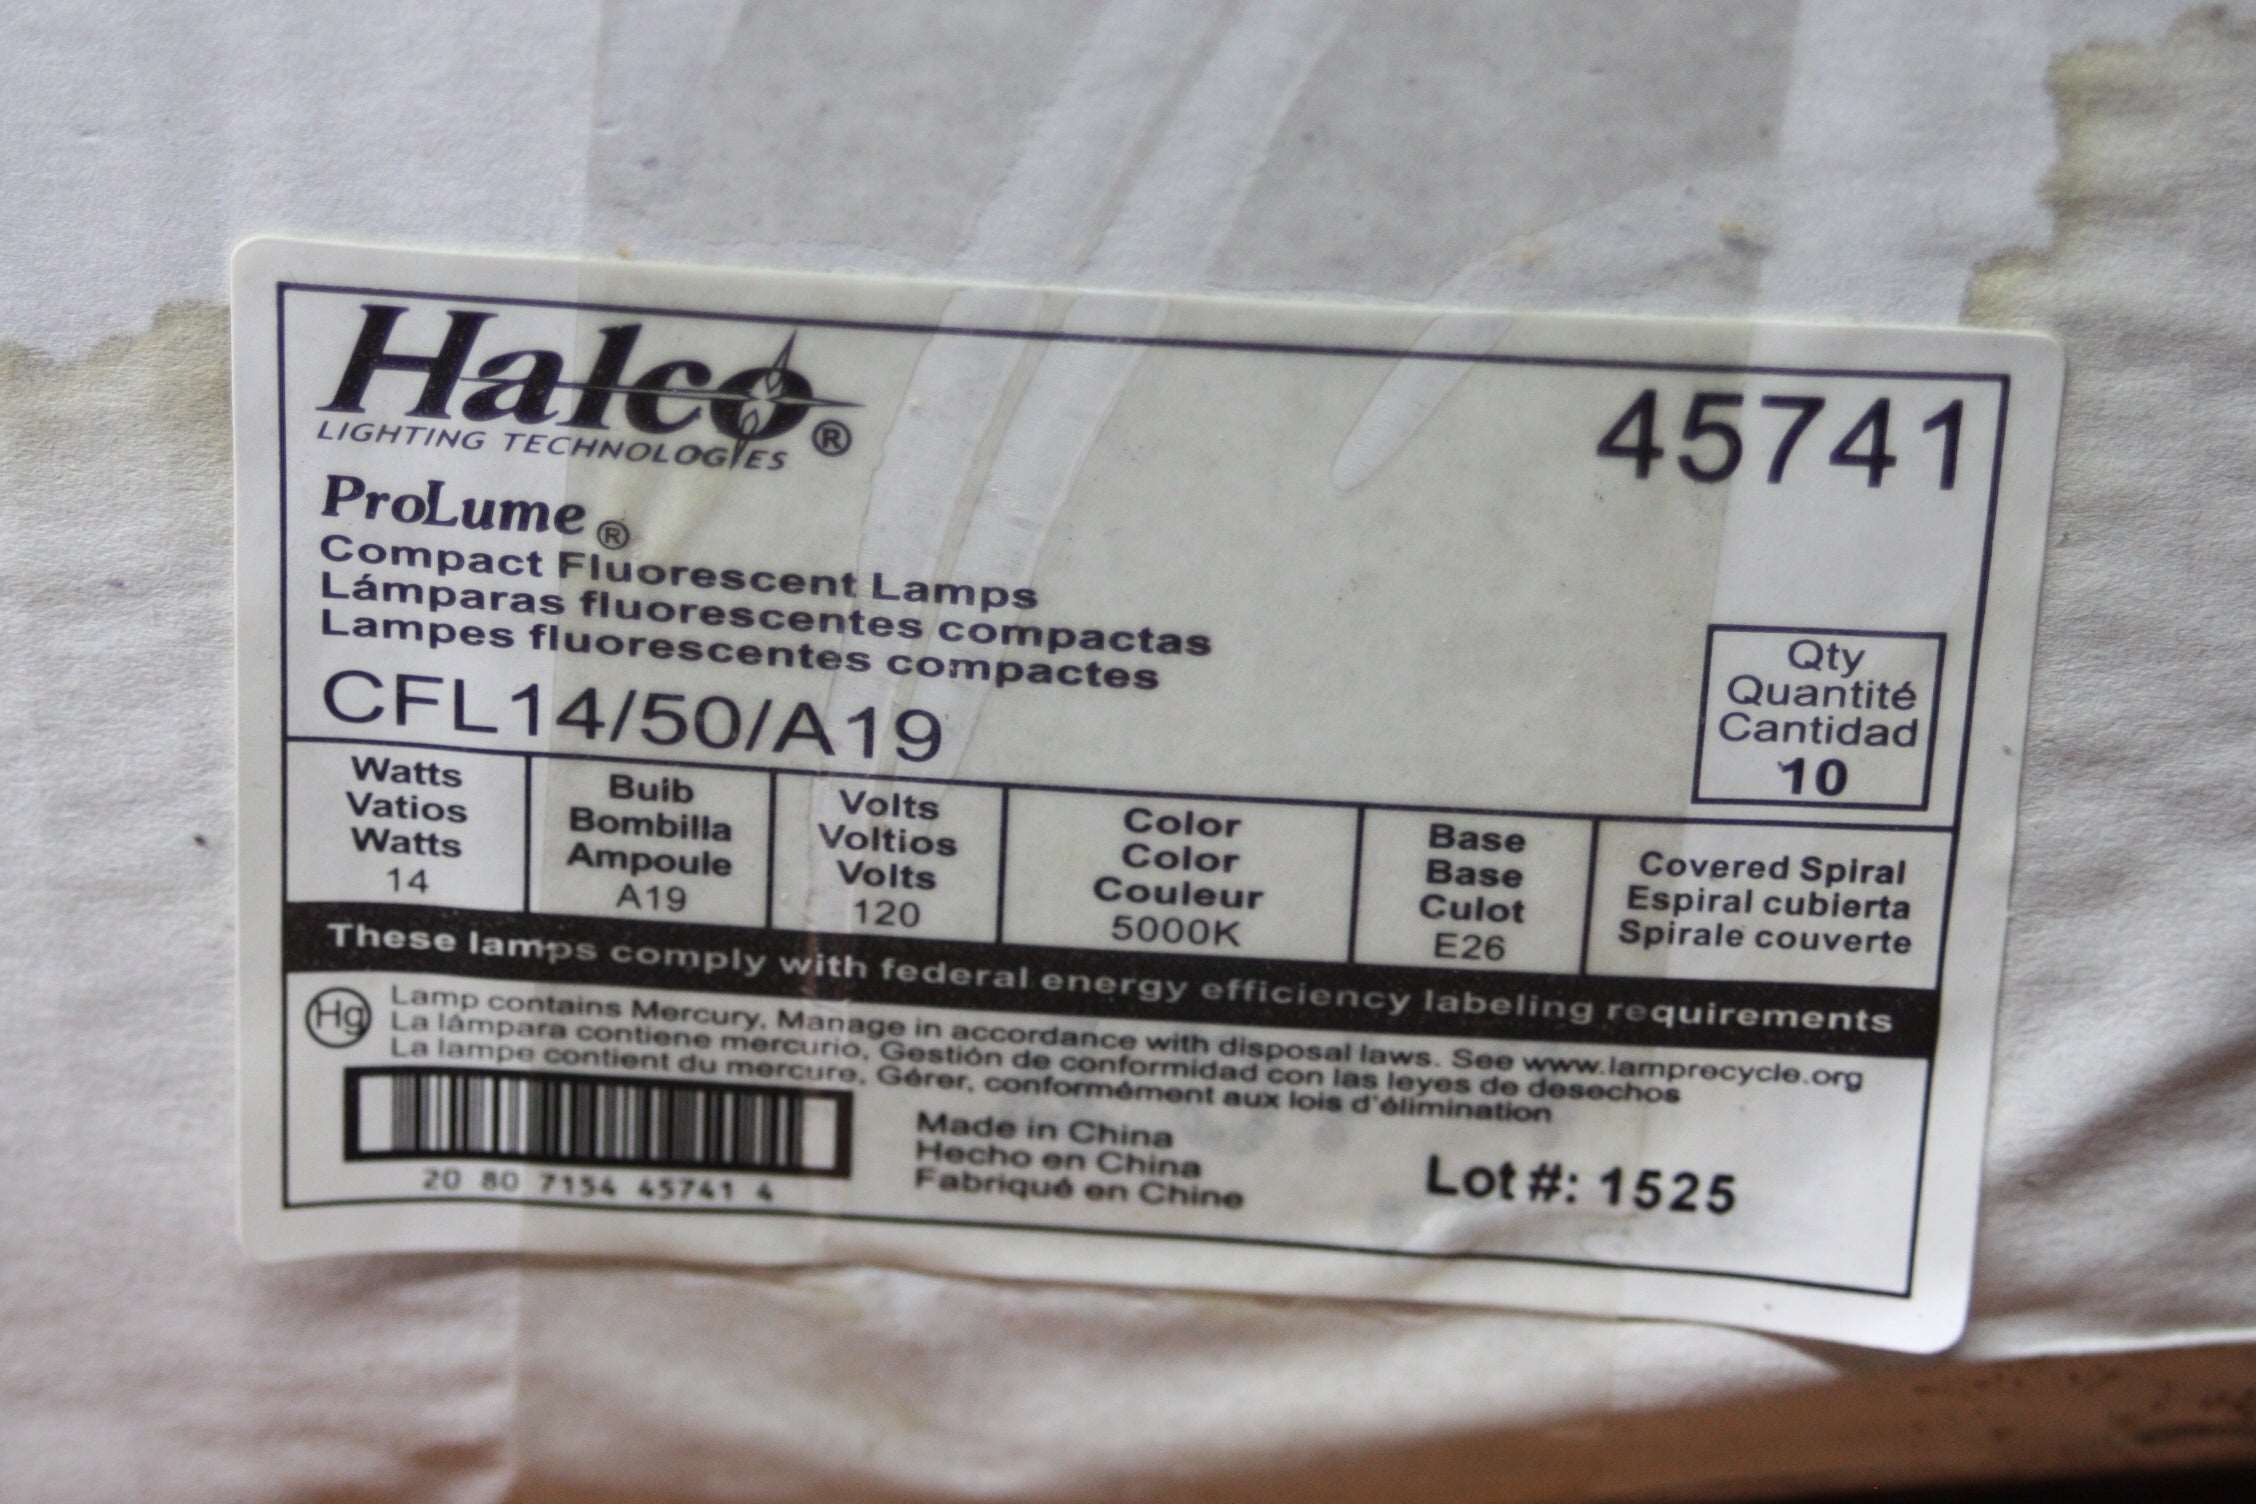 Halco®
LIGHTING TECHNOLOGIES
45741
ProLume®
Compact Fluorescent Lamps
Lámparas fluorescentes compactas
Lampes fluorescentes compactes
CFL14/50/A19
Qty
Quantité
Cantidad
10
Watts
Vatios
Watts
14
Buib
Bombilla
Ampoule
A19
Volts
Voltios
Volts
120
Color
Color
Couleur
5000K
Base
Base
Culot
E26
Covered Spiral
Espiral cubierta
Spirale couverte
These lamps comply with federal energy efficiency labeling requirements
Hg
Lamp contains Mercury, Manage in accordance with disposal laws. See www.lamprecycle.org
La lámpara contiene mercurio, Gestión de conformidad con las leyes de desechos
La lampe contient du mercure, Gérer, conformément aux lois d'élimination
20 80 7154 45741 4
Made in China
Hecho en China
Fabriqué en Chine
Lot #: 1525